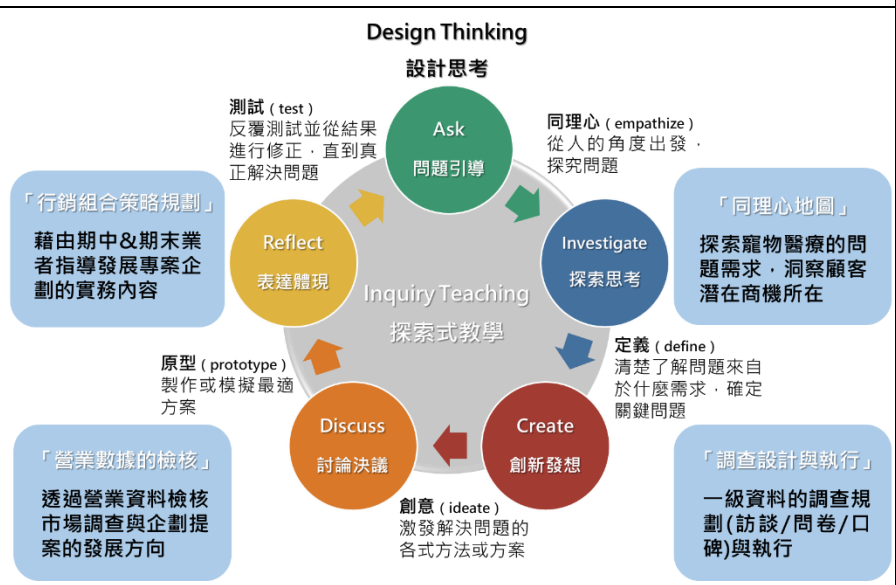 Design Thinking
設計思考
測試 ( test )
反覆測試並從結果
進行修正，直到真
正解決問題
Ask
問題引導
同理心 ( empathize )
從人的角度出發，
探究問題
「行銷組合策略規劃」
藉由期中&期末業
者指導發展專案企
劃的實務內容
Reflect
表達體現
Inquiry Teaching
探索式教學
Investigate
探索思考
「同理心地圖」
探索寵物醫療的問
題需求，洞察顧客
潛在商機所在
原型 ( prototype )
製作或模擬最適
方案
定義 ( define )
清楚了解問題來自
於什麼需求，確定
關鍵問題
Discuss
討論決議
Create
創新發想
「營業數據的檢核」
透過營業資料檢核
市場調查與企劃提
案的發展方向
創意 ( ideate )
激發解決問題的
各式方法或方案
「調查設計與執行」
一級資料的調查規
劃(訪談/問卷/口
碑)與執行